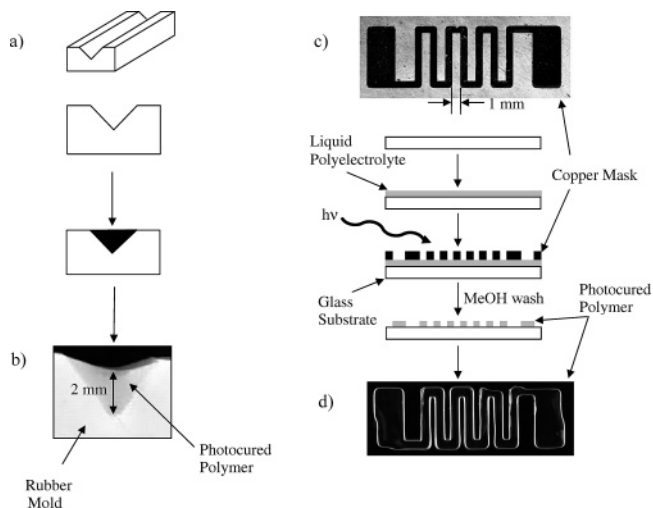 a)
b)
2 mm
Photocured
Polymer
Rubber
Mold
c)
1 mm
Liquid
Polyelectrolyte
Copper Mask
hν
Glass
Substrate
MeOH wash
Photocured
Polymer
d)